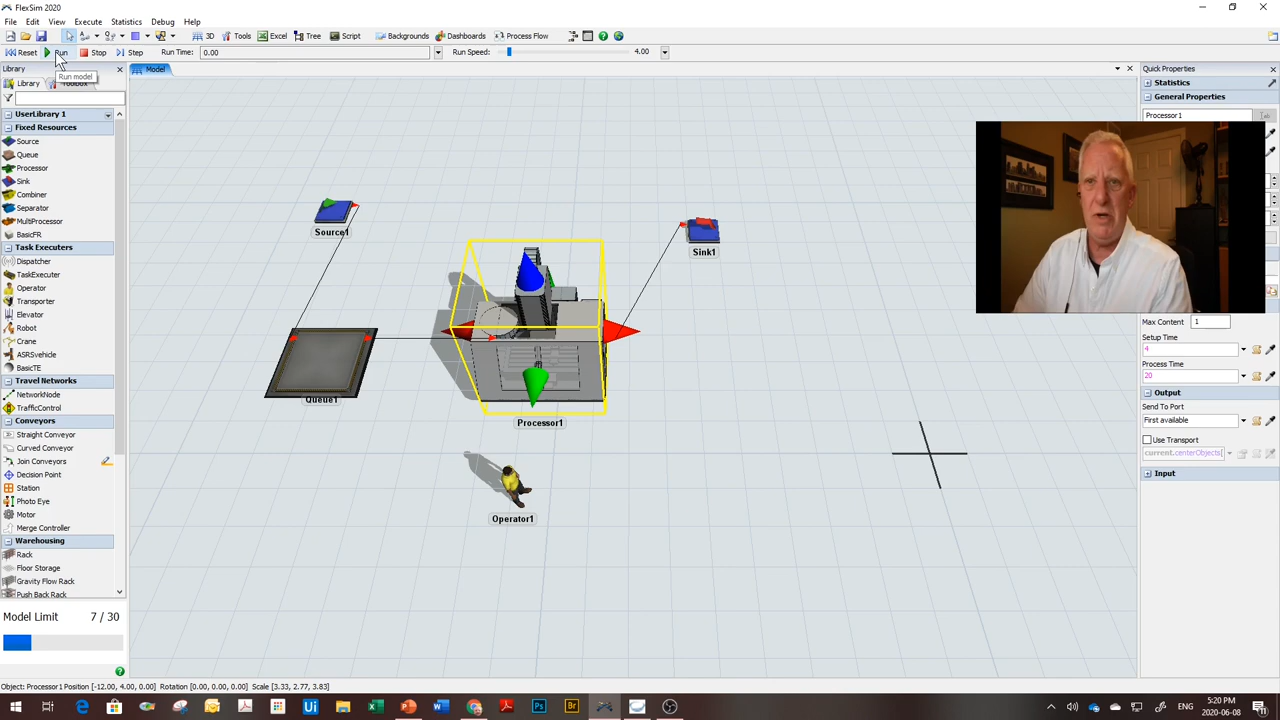 FlexSim 2020
File Edit View Execute Statistics Debug Help
3D Tools Excel Script Tree Backgrounds Dashboards Process Flow
Reset Run Stop Step Run Time: 0.00 Run Speed: 4.00
Run model
Library
Library Toolbox
UserLibrary 1
Fixed Resources
Source
Queue
Processor
Sink
Combiner
Separator
MultiProcessor
BasicFR
Task Executers
Dispatcher
TaskExecuter
Operator
Transporter
Elevator
Robot
Crane
ASRSvehicle
BasicTE
Travel Networks
NetworkNode
TrafficControl
Conveyors
Straight Conveyor
Curved Conveyor
Join Conveyors
Decision Point
Station
Photo Eye
Motor
Merge Controller
Warehousing
Rack
Floor Storage
Gravity Flow Rack
Push Back Rack
Model Limit 7 / 30
Model
Source1
Sink1
Queue1
Processor1
Operator1
Quick Properties
Statistics
General Properties
Processor1
Max Content 1
Setup Time
4
Process Time
20
Output
Send To Port
First available
Use Transport
current.centerObjects[
Input
Object: Processor1 Position [-12.00, 4.00, 0.00] Rotation [0.00, 0.00, 0.00] Scale [3.33, 2.77, 3.83]
5:20 PM
2020-06-08